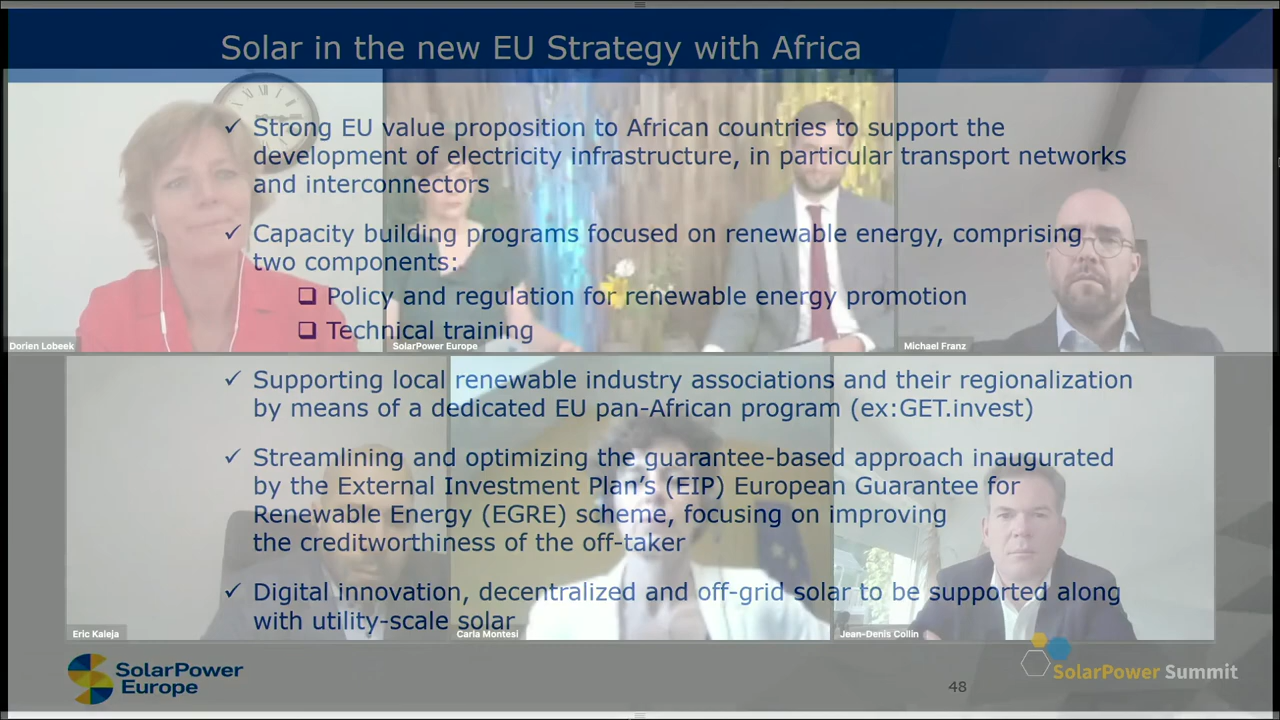 Solar in the new EU Strategy with Africa
✓ Strong EU value proposition to African countries to support the
development of electricity infrastructure, in particular transport networks
and interconnectors
✓ Capacity building programs focused on renewable energy, comprising
two components:
❑ Policy and regulation for renewable energy promotion
❑ Technical training
Dorien Lobeek
SolarPower Europe
Michael Franz
✓ Supporting local renewable industry associations and their regionalization
by means of a dedicated EU pan-African program (ex:GET.invest)
✓ Streamlining and optimizing the guarantee-based approach inaugurated
by the External Investment Plan’s (EIP) European Guarantee for
Renewable Energy (EGRE) scheme, focusing on improving
the creditworthiness of the off-taker
✓ Digital innovation, decentralized and off-grid solar to be supported along
with utility-scale solar
Eric Kaleja
Carla Montesi
Jean-Denis Collin
SolarPower
Europe
48
SolarPower Summit